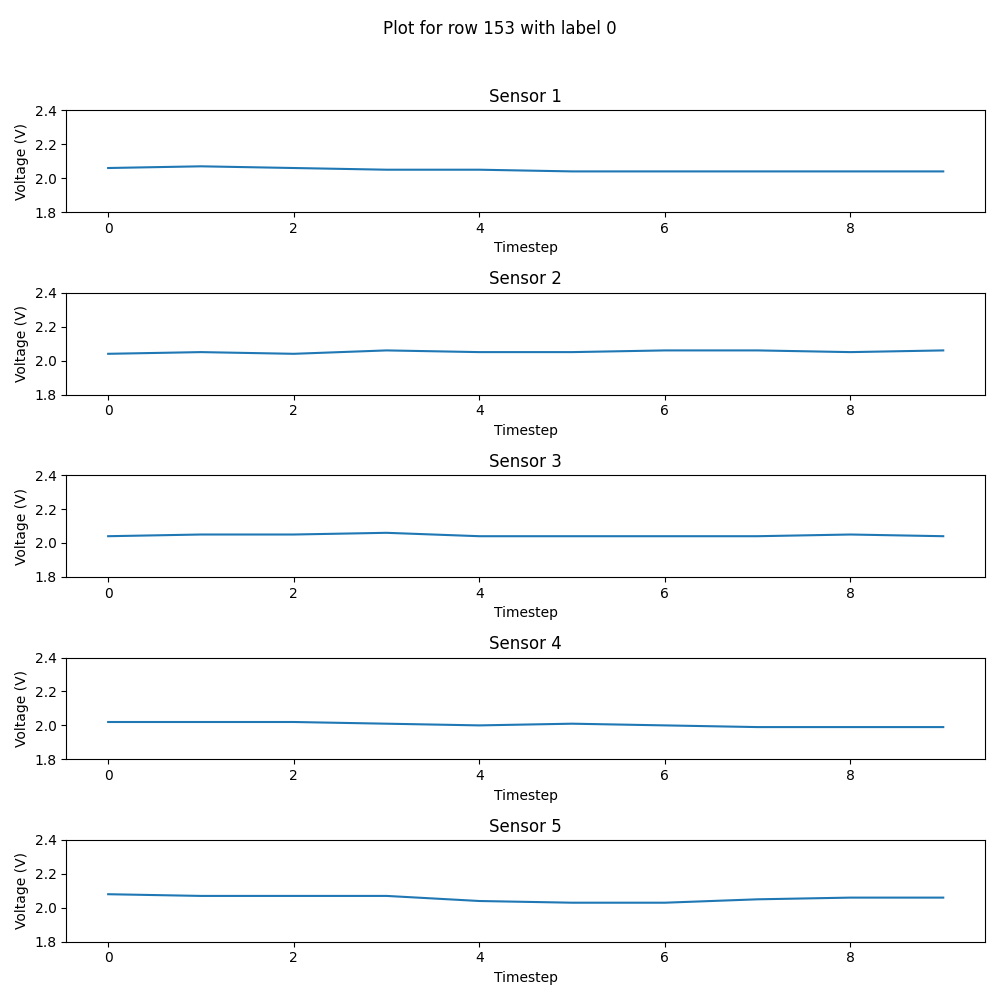 Plot for row 153 with label 0
Sensor 1
Voltage (V)
2.4
2.2
2.0
1.8
0 2 4 6 8
Timestep
Sensor 2
Voltage (V)
2.4
2.2
2.0
1.8
0 2 4 6 8
Timestep
Sensor 3
Voltage (V)
2.4
2.2
2.0
1.8
0 2 4 6 8
Timestep
Sensor 4
Voltage (V)
2.4
2.2
2.0
1.8
0 2 4 6 8
Timestep
Sensor 5
Voltage (V)
2.4
2.2
2.0
1.8
0 2 4 6 8
Timestep